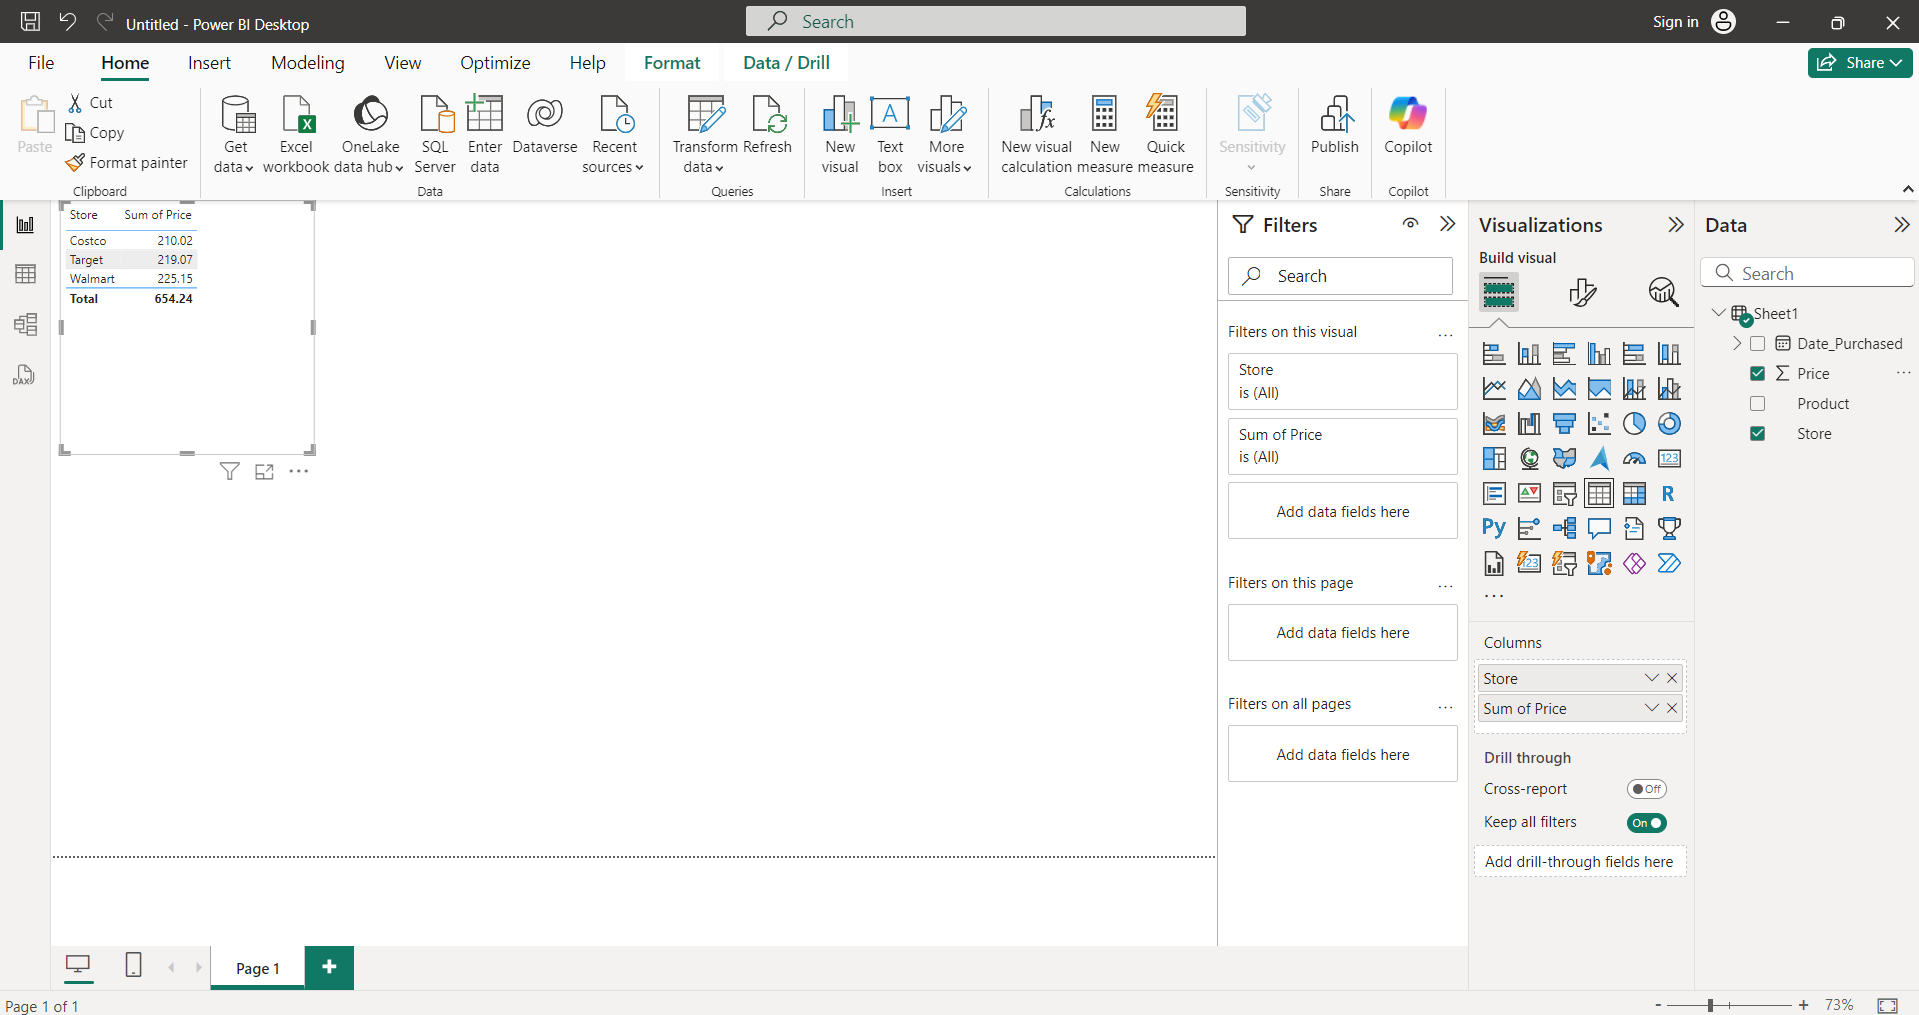 Untitled - Power BI Desktop
Search
Sign in
File Home Insert Modeling View Optimize Help Format Data / Drill
Share
Paste
Cut
Copy
Format painter
Clipboard
Get data
Excel workbook
OneLake data hub
SQL Server
Enter data
Dataverse
Recent sources
Data
Transform data
Refresh
Queries
New visual
A
Text box
More visuals
Insert
fx
New visual calculation
New measure
Quick measure
Calculations
Sensitivity
Sensitivity
Publish
Share
Copilot
Copilot
DAX
Store Sum of Price
Costco 210.02
Target 219.07
Walmart 225.15
Total 654.24
Filters
Search
Filters on this visual ...
Store
is (All)
Sum of Price
is (All)
Add data fields here
Filters on this page ...
Add data fields here
Filters on all pages ...
Add data fields here
Visualizations
Build visual
123
R
Py
123
...
Columns
Store
Sum of Price
Drill through
Cross-report Off
Keep all filters On
Add drill-through fields here
Data
Search
Sheet1
Date_Purchased
Σ Price ...
Product
Store
Page 1 +
Page 1 of 1
- + 73%